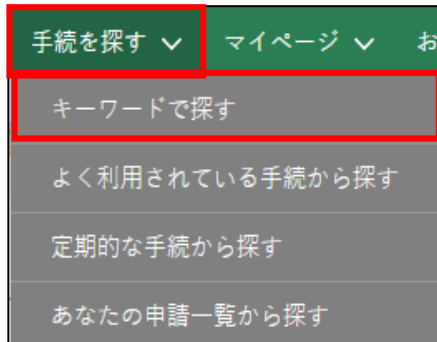 手続を探す マイページ お
キーワードで探す
よく利用されている手続から探す
定期的な手続から探す
あなたの申請一覧から探す